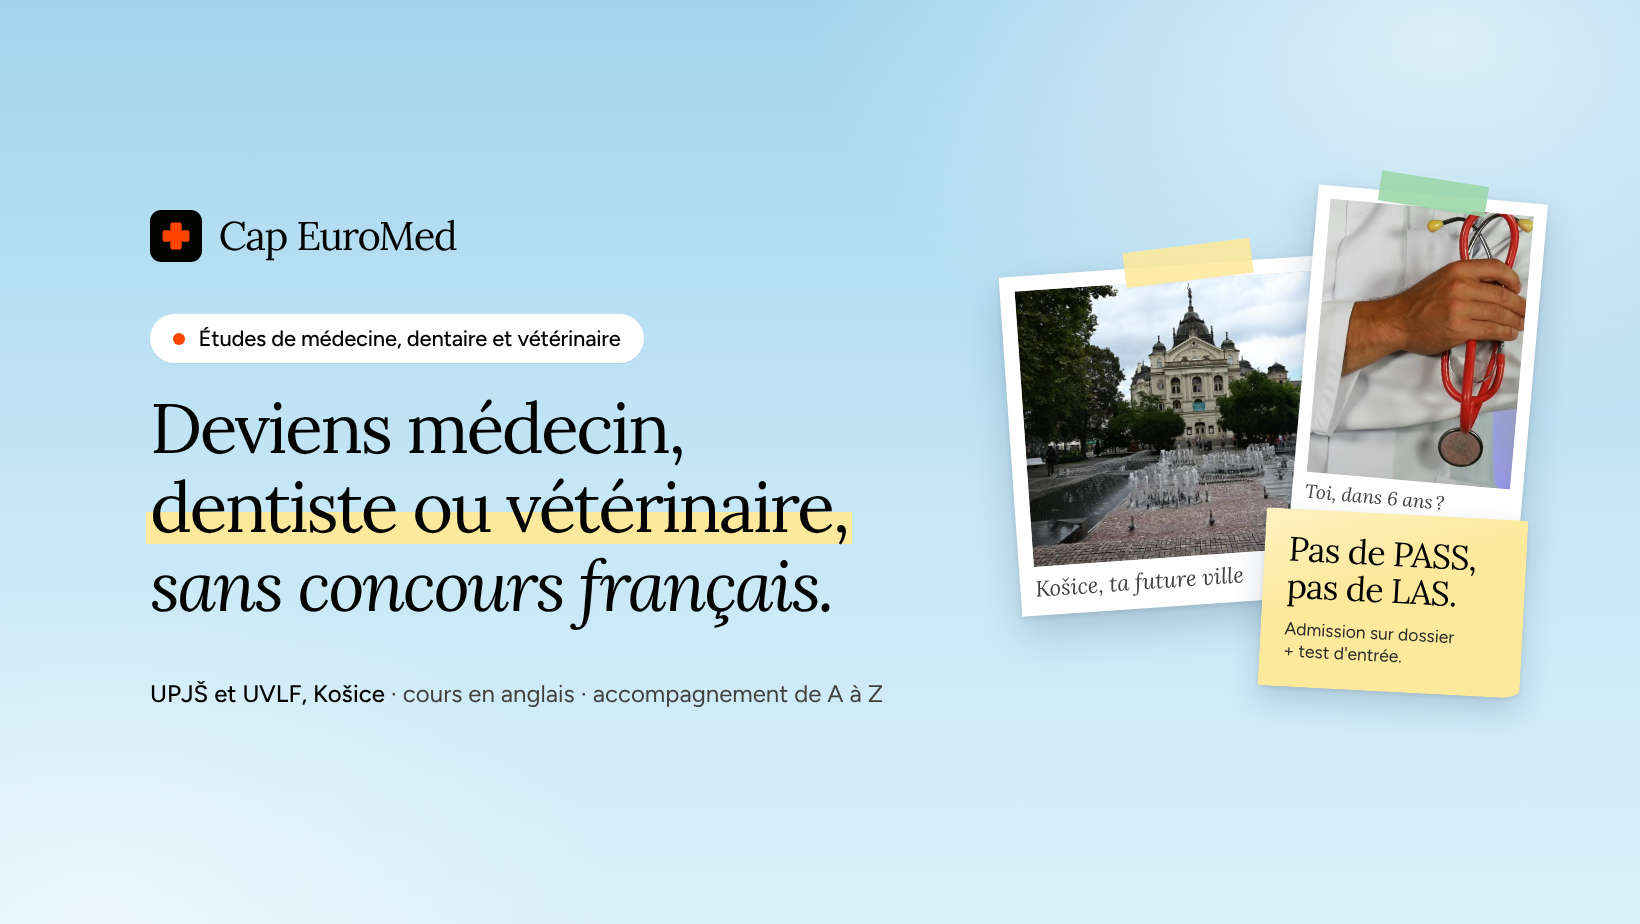 Cap EuroMed
Études de médecine, dentaire et vétérinaire
Deviens médecin,
dentiste ou vétérinaire,
sans concours français.
UPJŠ et UVLF, Košice · cours en anglais · accompagnement de A à Z
Košice, ta future ville
Toi, dans 6 ans ?
Pas de PASS,
pas de LAS.
Admission sur dossier
+ test d'entrée.